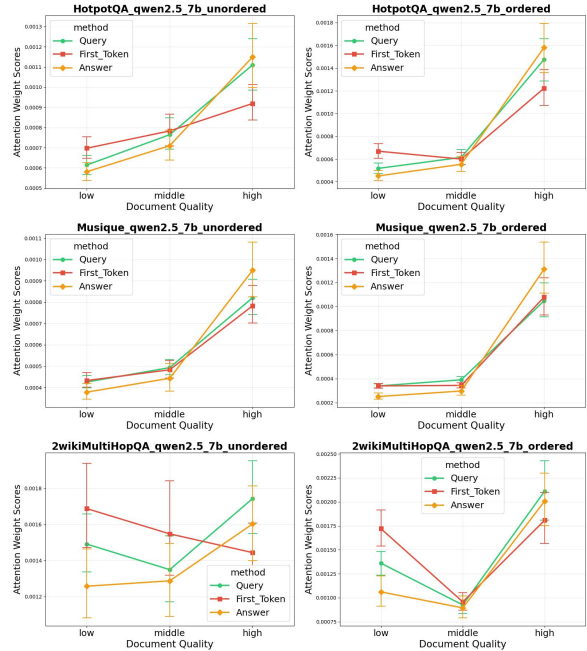 HotpotQA_qwen2.5_7b_unordered
Attention Weight Scores
0.0013
0.0012
0.0011
0.0010
0.0009
0.0008
0.0007
0.0006
0.0005
method
Query
First_Token
Answer
low
middle
high
Document Quality
HotpotQA_qwen2.5_7b_ordered
Attention Weight Scores
0.0018
0.0016
0.0014
0.0012
0.0010
0.0008
0.0006
0.0004
method
Query
First_Token
Answer
low
middle
high
Document Quality
Musique_qwen2.5_7b_unordered
Attention Weight Scores
0.0011
0.0010
0.0009
0.0008
0.0007
0.0006
0.0005
0.0004
method
Query
First_Token
Answer
low
middle
high
Document Quality
Musique_qwen2.5_7b_ordered
Attention Weight Scores
0.0016
0.0014
0.0012
0.0010
0.0008
0.0006
0.0004
0.0002
method
Query
First_Token
Answer
low
middle
high
Document Quality
2wikiMultiHopQA_qwen2.5_7b_unordered
Attention Weight Scores
0.0018
0.0016
0.0014
0.0012
method
Query
First_Token
Answer
low
middle
high
Document Quality
2wikiMultiHopQA_qwen2.5_7b_ordered
Attention Weight Scores
0.00250
0.00225
0.00200
0.00175
0.00150
0.00125
0.00100
0.00075
method
Query
First_Token
Answer
low
middle
high
Document Quality